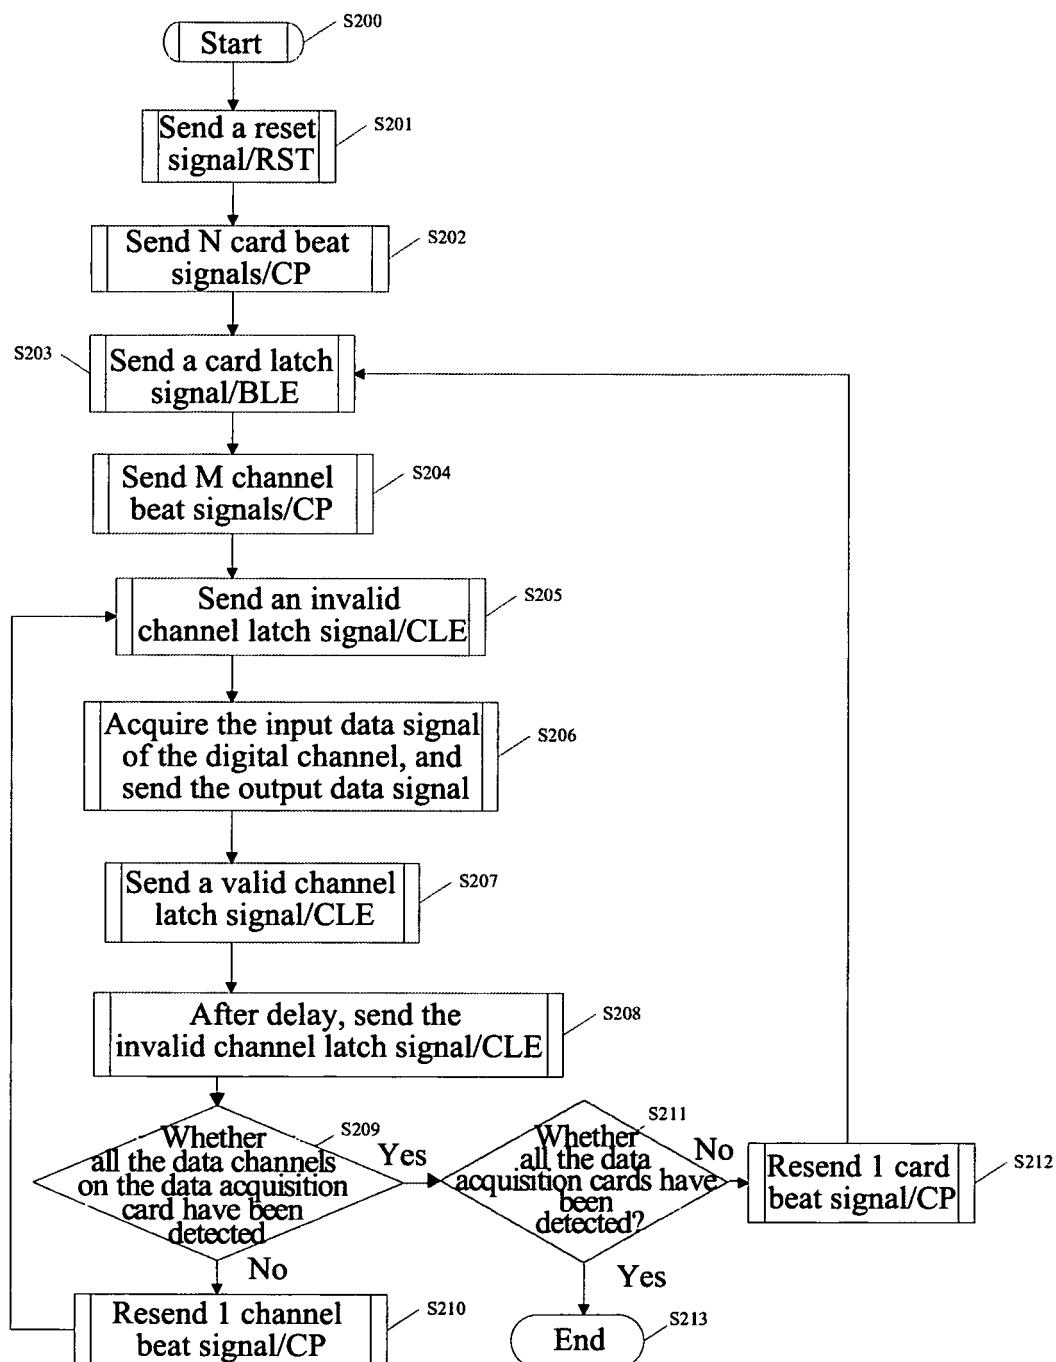 S200
Start
S201
Send a reset
signal/RST
S202
Send N card beat
signals/CP
S203
Send a card latch
signal/BLE
S204
Send M channel
beat signals/CP
S205
Send an invalid
channel latch signal/CLE
S206
Acquire the input data signal
of the digital channel, and
send the output data signal
S207
Send a valid channel
latch signal/CLE
S208
After delay, send the
invalid channel latch signal/CLE
S209
Whether
all the data channels
on the data acquisition
card have been
detected
Yes
No
S211
Whether
all the data
acquisition cards have
been
detected?
No
Yes
S212
Resend 1 card
beat signal/CP
S210
Resend 1 channel
beat signal/CP
S213
End